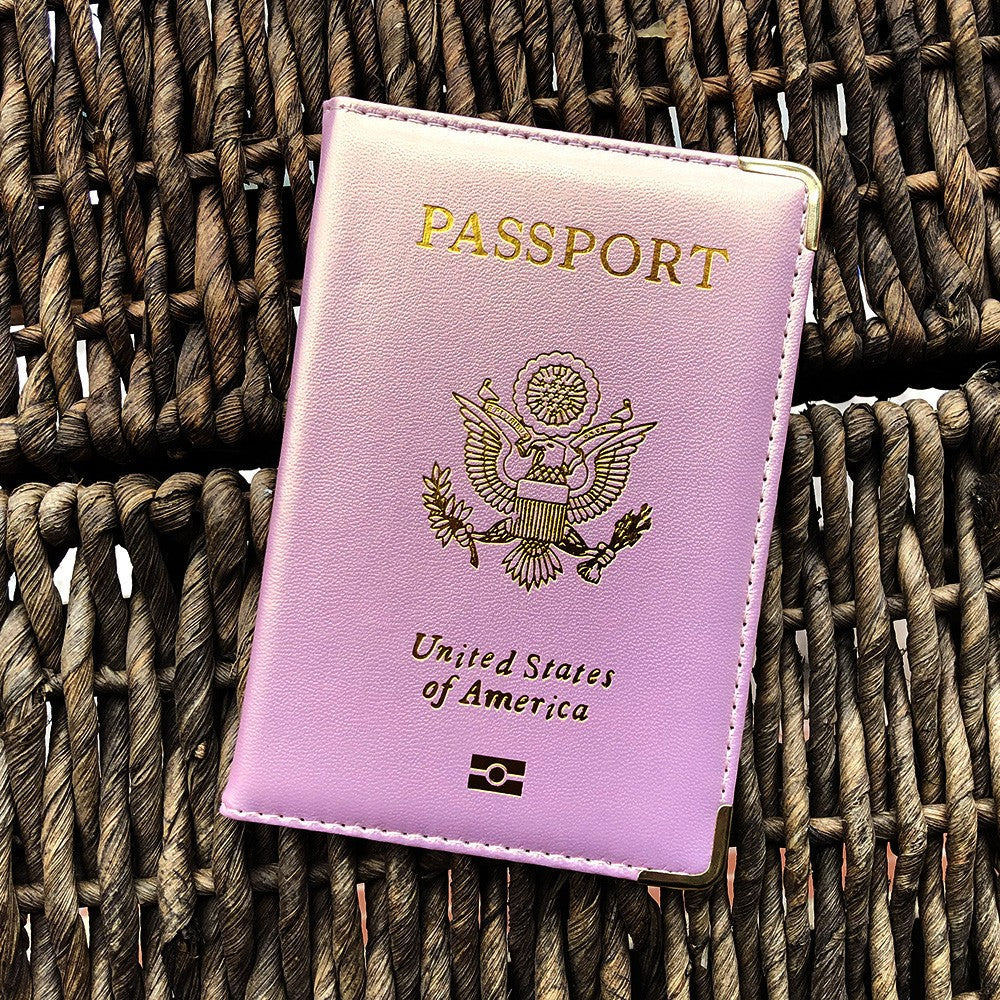 PASSPORT
United States
of America